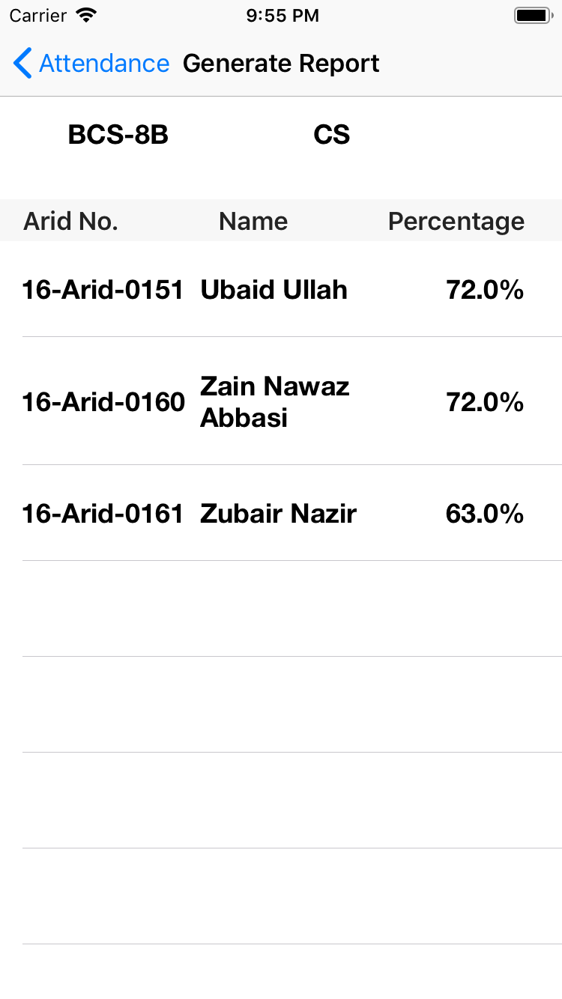 Carrier 9:55 PM
Attendance Generate Report
BCS-8B CS
Arid No. Name Percentage
16-Arid-0151 Ubaid Ullah 72.0%
16-Arid-0160 Zain Nawaz Abbasi 72.0%
16-Arid-0161 Zubair Nazir 63.0%